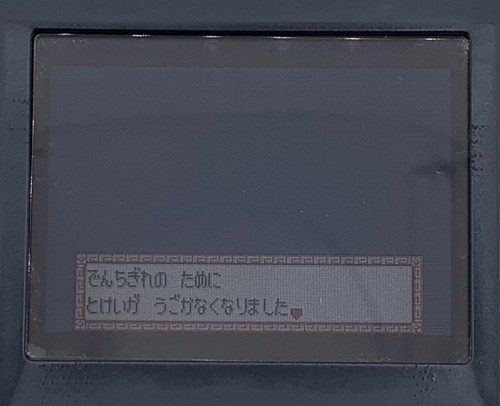 でんちぎれの ために
とけいが うごかなくなりました